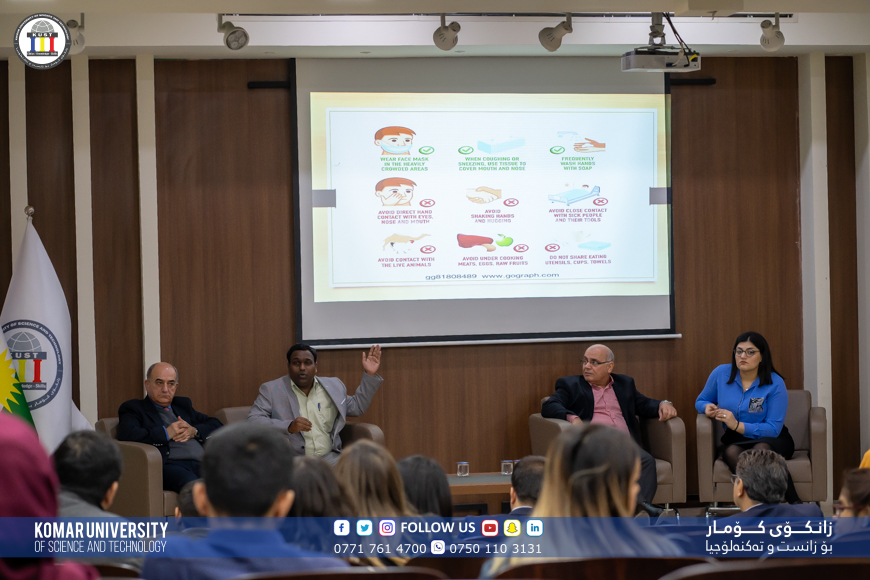 KUST
WEAR FACE MASK
IN THE HEAVILY
CROWDED AREAS
WHEN COUGHING OR
SNEEZING, USE TISSUE TO
COVER MOUTH AND NOSE
FREQUENTLY
WASH HANDS
WITH SOAP
AVOID DIRECT HAND
CONTACT WITH EYES,
NOSE AND MOUTH
AVOID
SHAKING HANDS
AND HUGGING
AVOID CLOSE CONTACT
WITH SICK PEOPLE
AND THEIR TOOLS
AVOID CONTACT WITH
THE LIVE ANIMALS
AVOID UNDER COOKING
MEATS, EGGS, RAW FRUITS
DO NOT SHARE EATING
UTENSILS, CUPS, TOWELS
gg81808489 www.gograph.com
KUST
KOMAR UNIVERSITY
OF SCIENCE AND TECHNOLOGY
FOLLOW US
0771 761 4700 0750 110 3131
زانکۆی کۆمار
بۆ زانست و تەکنەلۆجیا